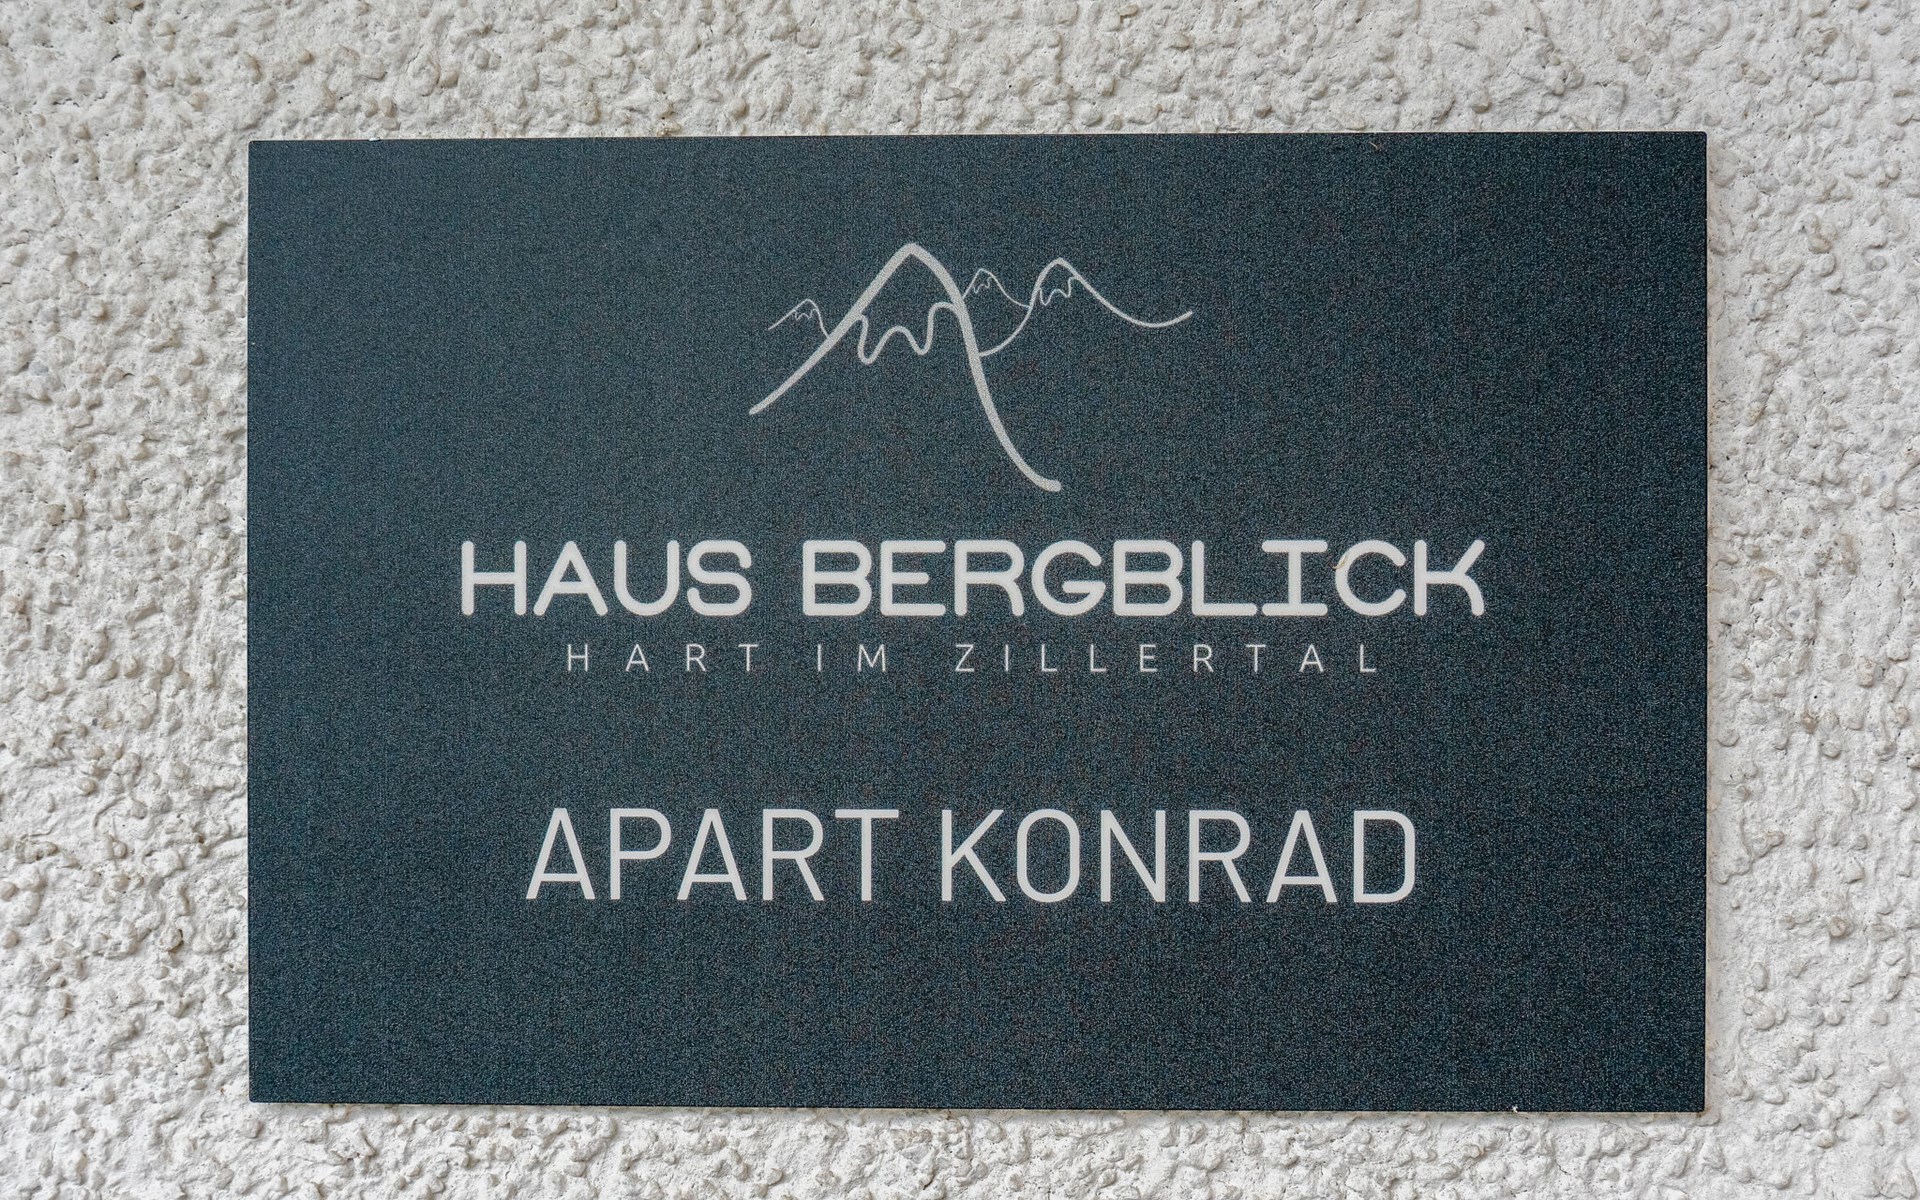 HAUS BERGBLICK
HART IM ZILLERTAL
APART KONRAD